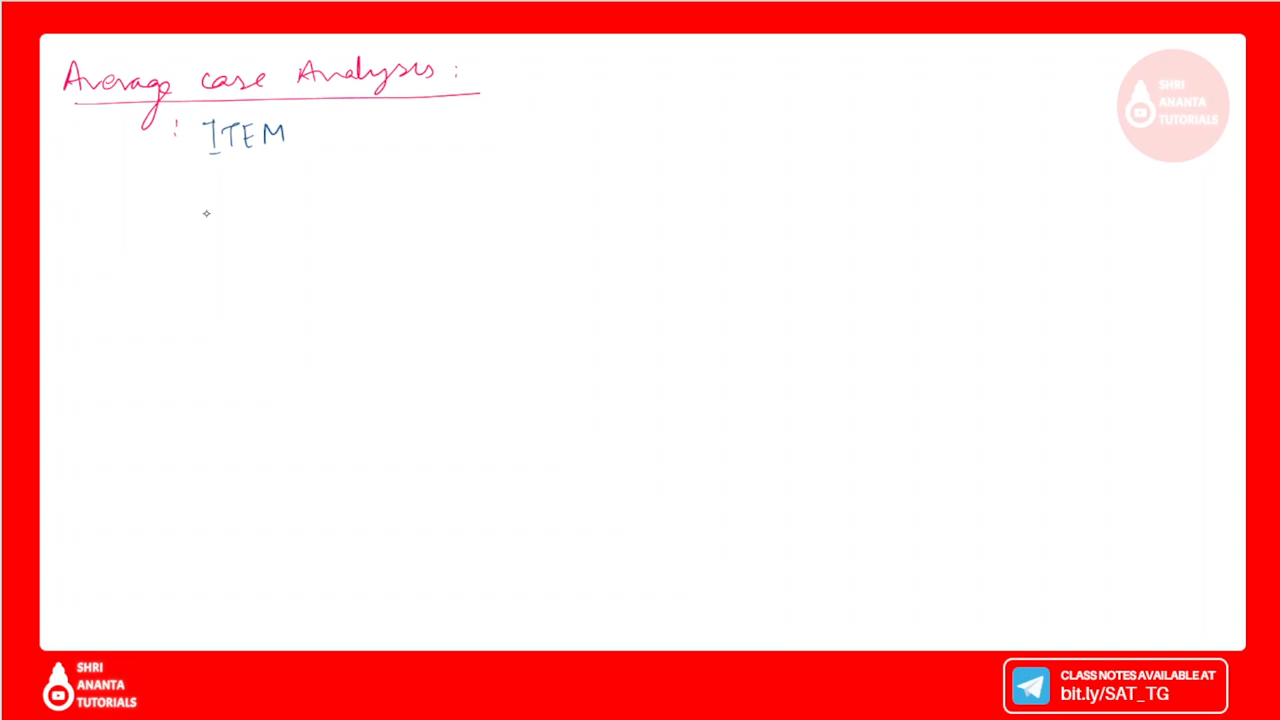 Average case Analysis :
: ITEM
SHRI
ANANTA
TUTORIALS
SHRI
ANANTA
TUTORIALS
CLASS NOTES AVAILABLE AT
bit.ly/SAT_TG